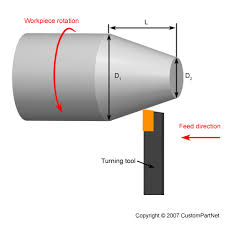 L
Workpiece rotation
D₁
D₂
Feed direction
Turning tool
Copyright © 2007 CustomPartNet